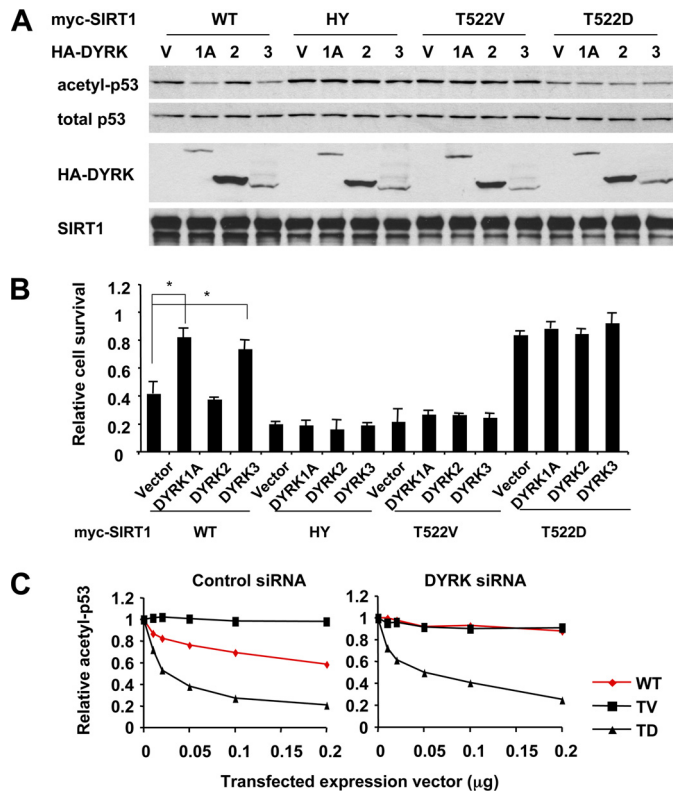 A
myc-SIRT1 WT HY T522V T522D
HA-DYRK V 1A 2 3 V 1A 2 3 V 1A 2 3 V 1A 2 3
acetyl-p53
total p53
HA-DYRK
SIRT1
B
Relative cell survival
1.2
1
0.8
0.6
0.4
0.2
0
* *
Vector DYRK1A DYRK2 DYRK3 Vector DYRK1A DYRK2 DYRK3 Vector DYRK1A DYRK2 DYRK3 Vector DYRK1A DYRK2 DYRK3
myc-SIRT1 WT HY T522V T522D
C
Control siRNA DYRK siRNA
Relative acetyl-p53
1.2 1.2
1 1
0.8 0.8
0.6 0.6
0.4 0.4
0.2 0.2
0 0
0 0.05 0.1 0.15 0.2 0 0.05 0.1 0.15 0.2
WT
TV
TD
Transfected expression vector (μg)